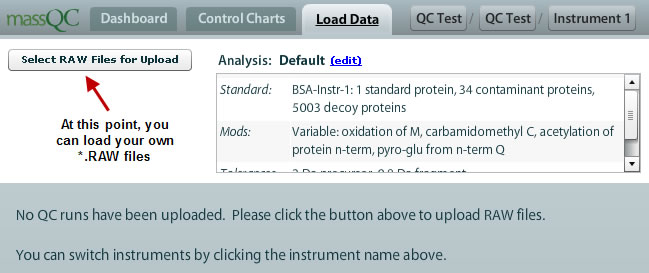 massQC Dashboard Control Charts Load Data QC Test / QC Test / Instrument 1
Select RAW Files for Upload
Analysis: Default (edit)
Standard: BSA-Instr-1: 1 standard protein, 34 contaminant proteins,
5003 decoy proteins
At this point, you
can load your own
*.RAW files
Mods: Variable: oxidation of M, carbamidomethyl C, acetylation of
protein n-term, pyro-glu from n-term Q
No QC runs have been uploaded. Please click the button above to upload RAW files.
You can switch instruments by clicking the instrument name above.